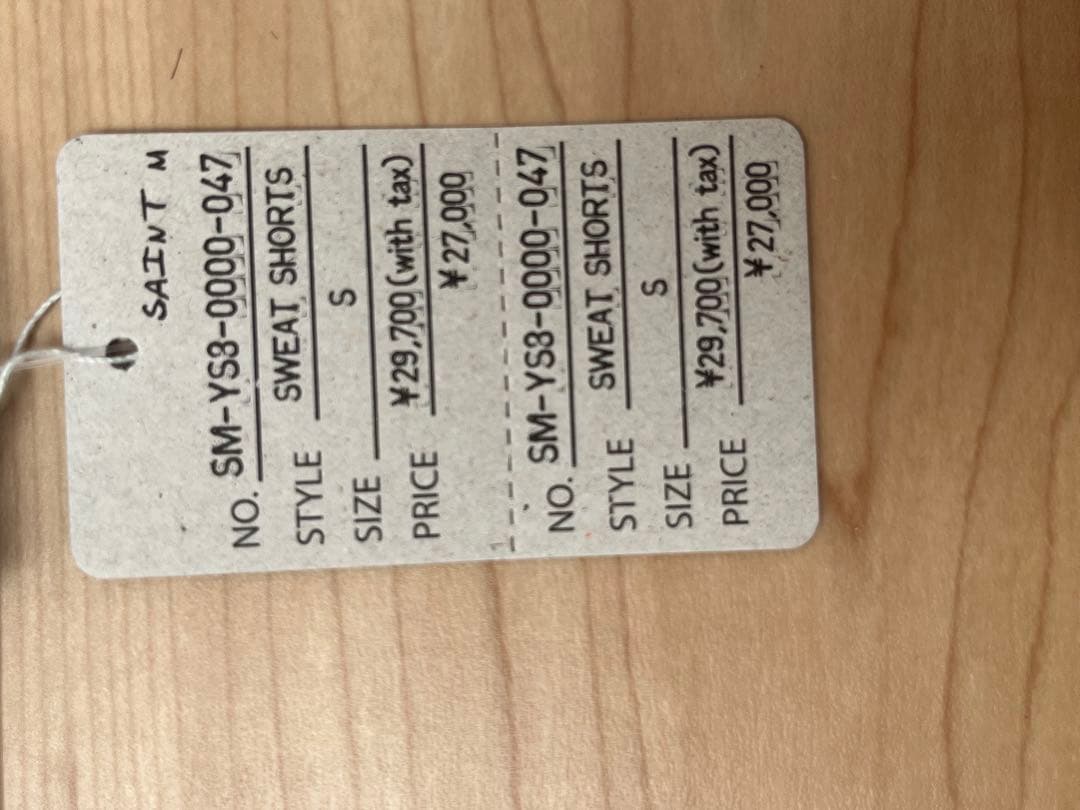 SAINT M
NO. SM-YS8-0000-047
STYLE SWEAT SHORTS
SIZE S
PRICE ¥29,700(with tax)
¥27,000
NO. SM-YS8-0000-047
STYLE SWEAT SHORTS
SIZE S
PRICE ¥29,700(with tax)
¥27,000